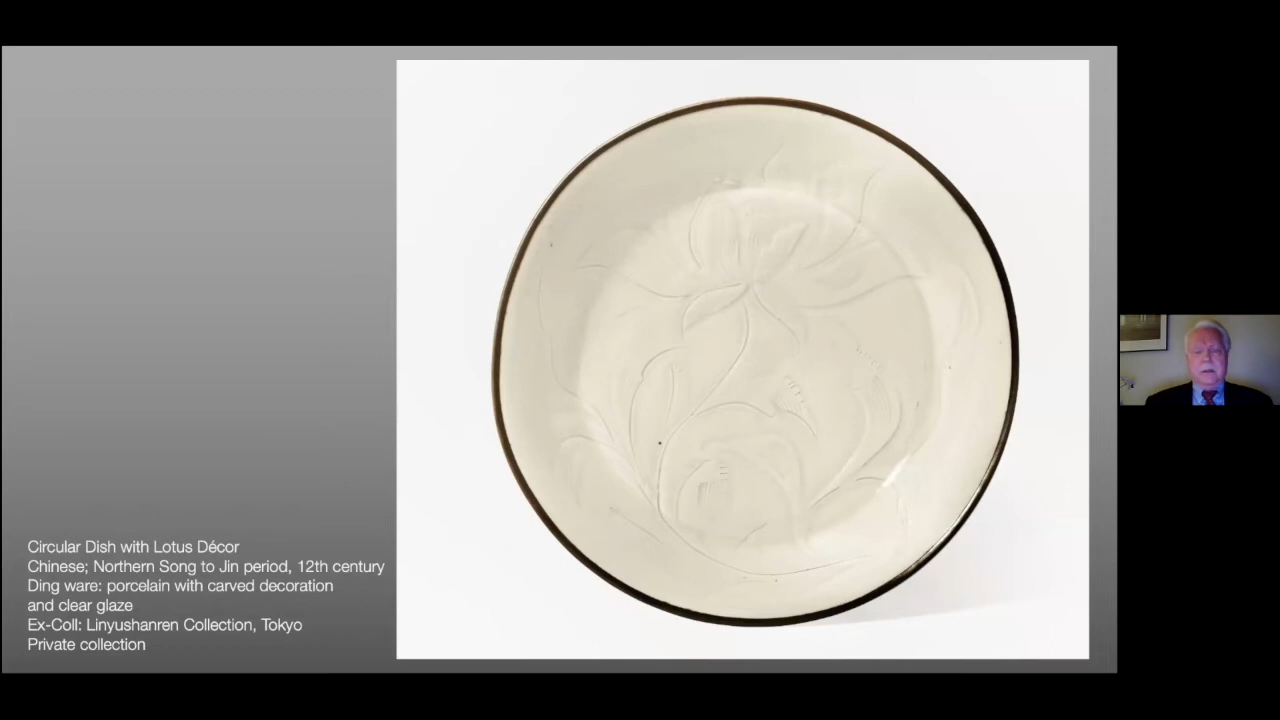 Circular Dish with Lotus Décor
Chinese; Northern Song to Jin period, 12th century
Ding ware: porcelain with carved decoration
and clear glaze
Ex-Coll: Linyushanren Collection, Tokyo
Private collection